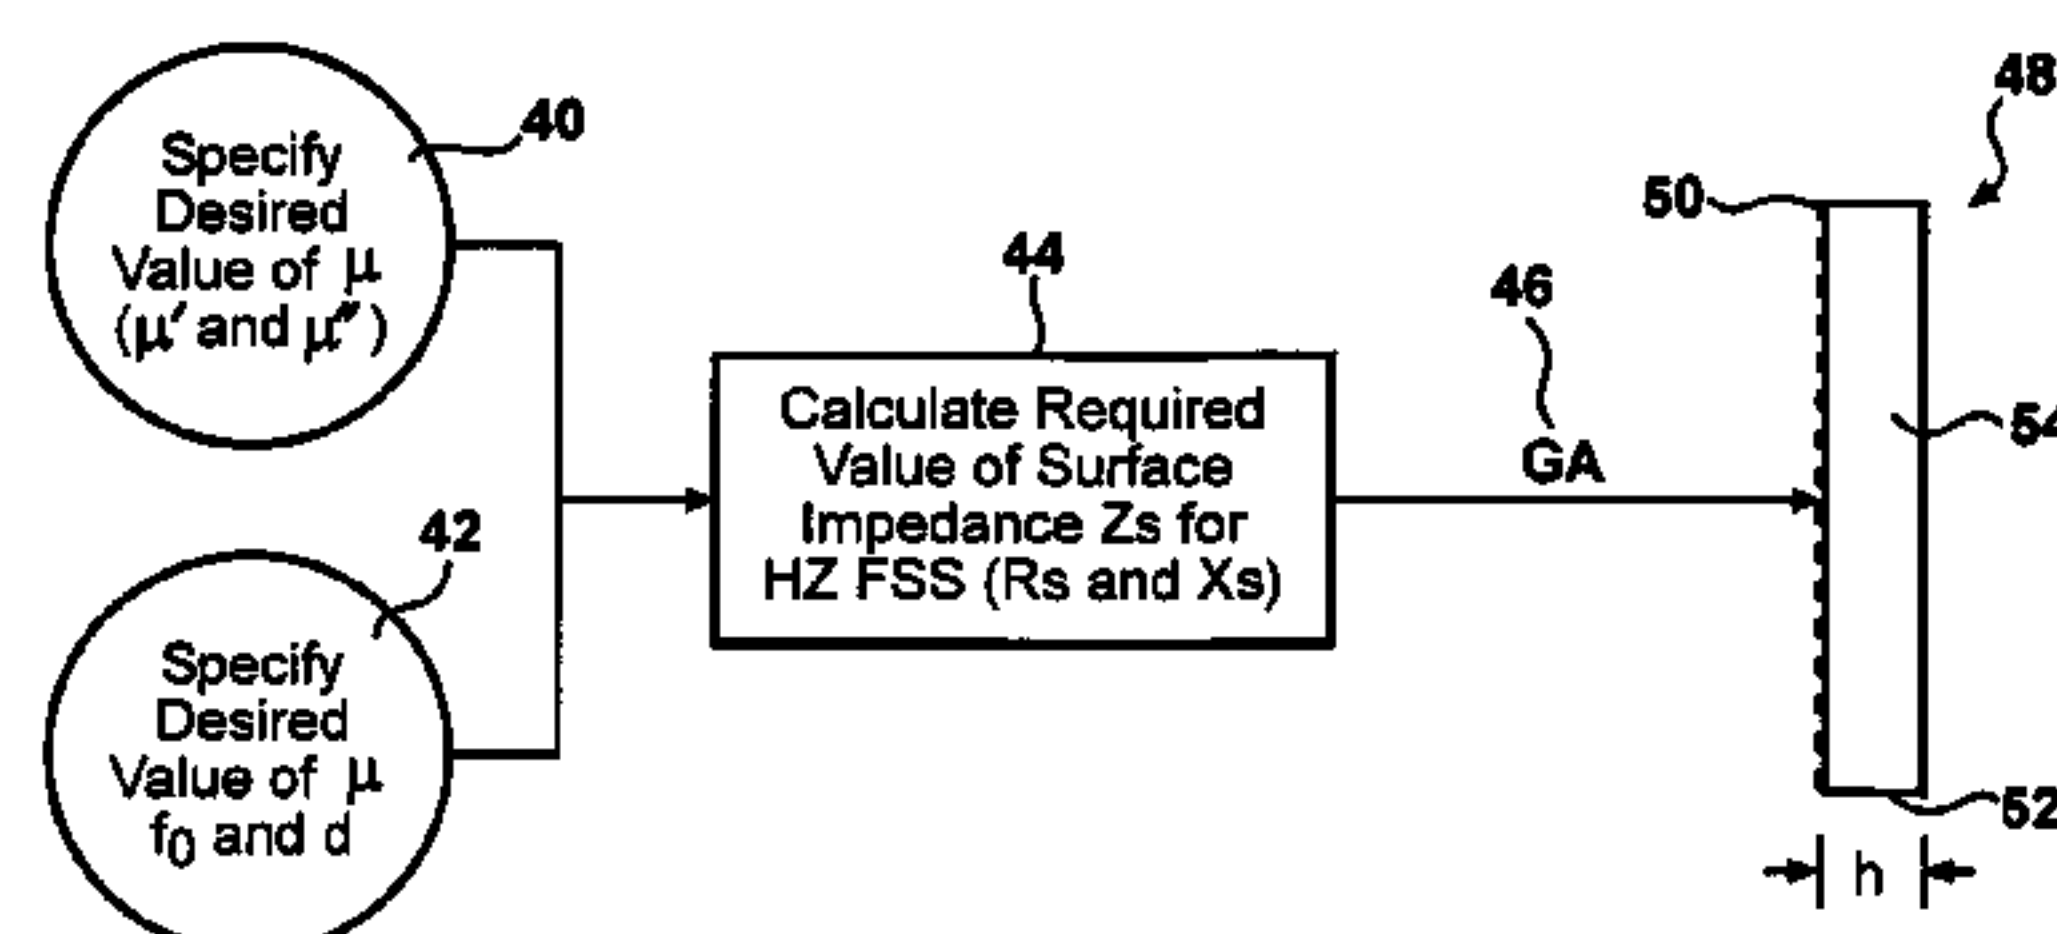 40
Specify
Desired
Value of μ
(μ′ and μ″)
42
Specify
Desired
Value of μ
f0 and d
44
Calculate Required
Value of Surface
Impedance Zs for
HZ FSS (Rs and Xs)
46
GA
48
50
54
52
h